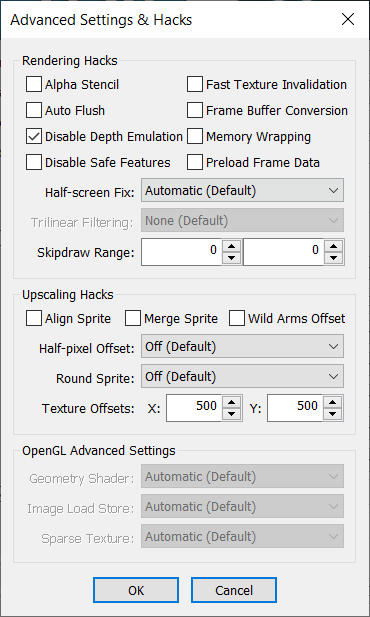 Advanced Settings & Hacks
Rendering Hacks
Alpha Stencil Fast Texture Invalidation
Auto Flush Frame Buffer Conversion
Disable Depth Emulation Memory Wrapping
Disable Safe Features Preload Frame Data
Half-screen Fix: Automatic (Default)
Trilinear Filtering: None (Default)
Skipdraw Range: 0 0
Upscaling Hacks
Align Sprite Merge Sprite Wild Arms Offset
Half-pixel Offset: Off (Default)
Round Sprite: Off (Default)
Texture Offsets: X: 500 Y: 500
OpenGL Advanced Settings
Geometry Shader: Automatic (Default)
Image Load Store: Automatic (Default)
Sparse Texture: Automatic (Default)
OK Cancel